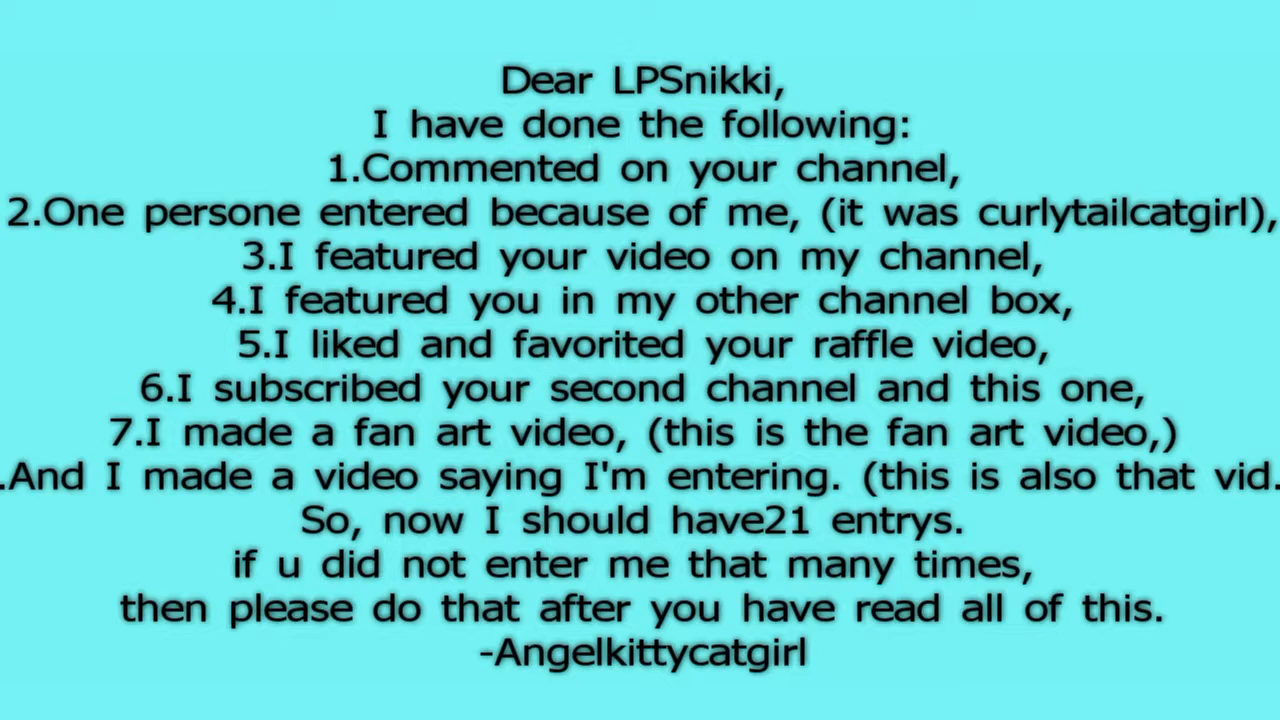 Dear LPSnikki,
I have done the following:
1.Commented on your channel,
2.One persone entered because of me, (it was curlytailcatgirl),
3.I featured your video on my channel,
4.I featured you in my other channel box,
5.I liked and favorited your raffle video,
6.I subscribed your second channel and this one,
7.I made a fan art video, (this is the fan art video,)
.And I made a video saying I'm entering. (this is also that vid.
So, now I should have21 entrys.
if u did not enter me that many times,
then please do that after you have read all of this.
-Angelkittycatgirl